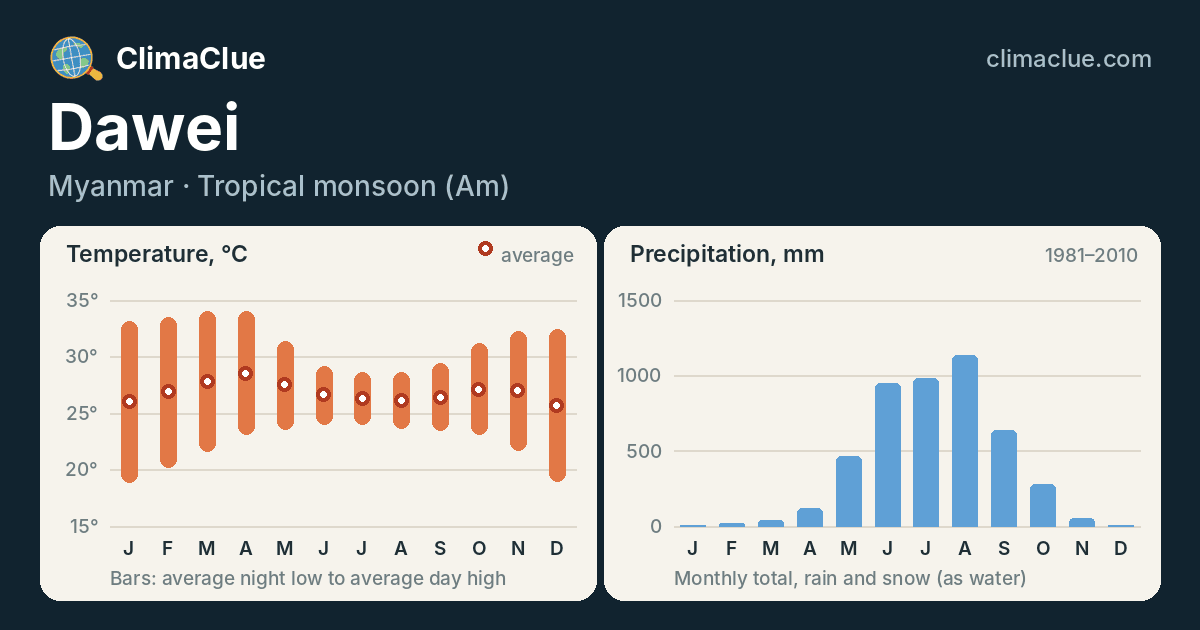 ClimaClue
climaclue.com
Dawei
Myanmar · Tropical monsoon (Am)
Temperature, °C
average
35°
30°
25°
20°
15°
J F M A M J J A S O N D
Bars: average night low to average day high
Precipitation, mm
1981–2010
1500
1000
500
0
J F M A M J J A S O N D
Monthly total, rain and snow (as water)